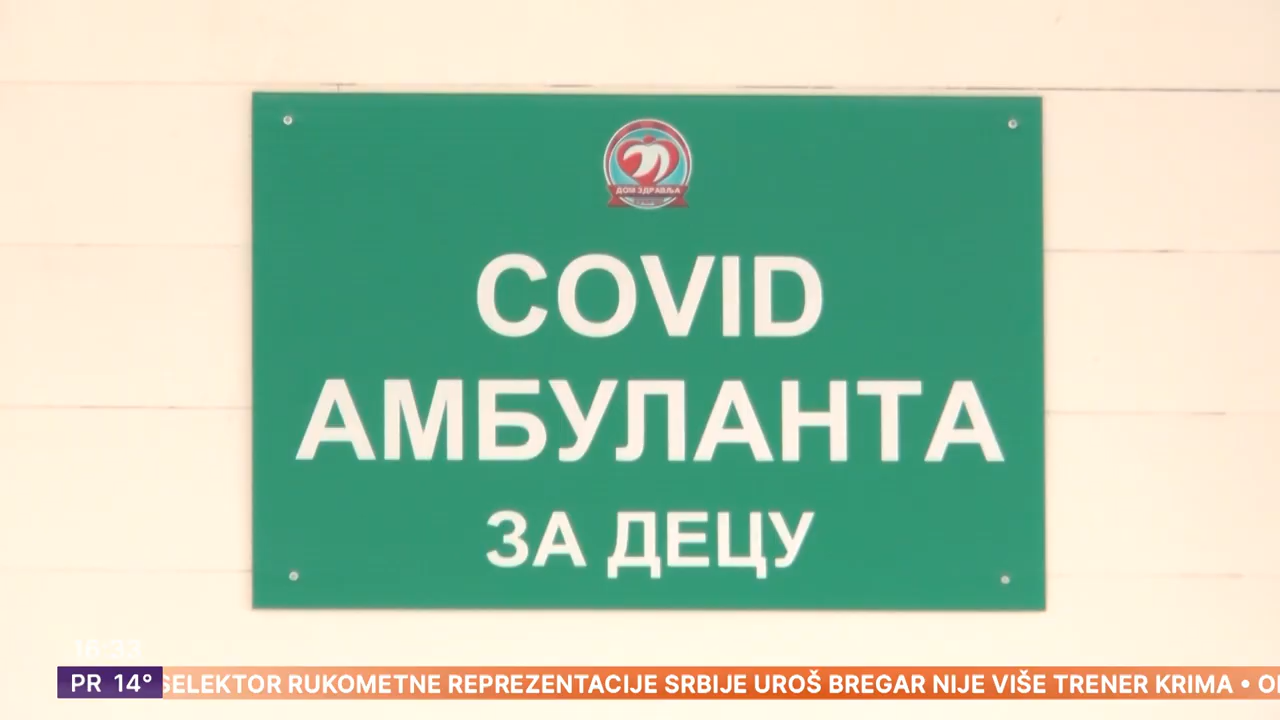 ДОМ ЗДРАВЉА
COVID
АМБУЛАНТА
ЗА ДЕЦУ
16:33
PR 14° SELEKTOR RUKOMETNE REPREZENTACIJE SRBIJE UROŠ BREGAR NIJE VIŠE TRENER KRIMA •